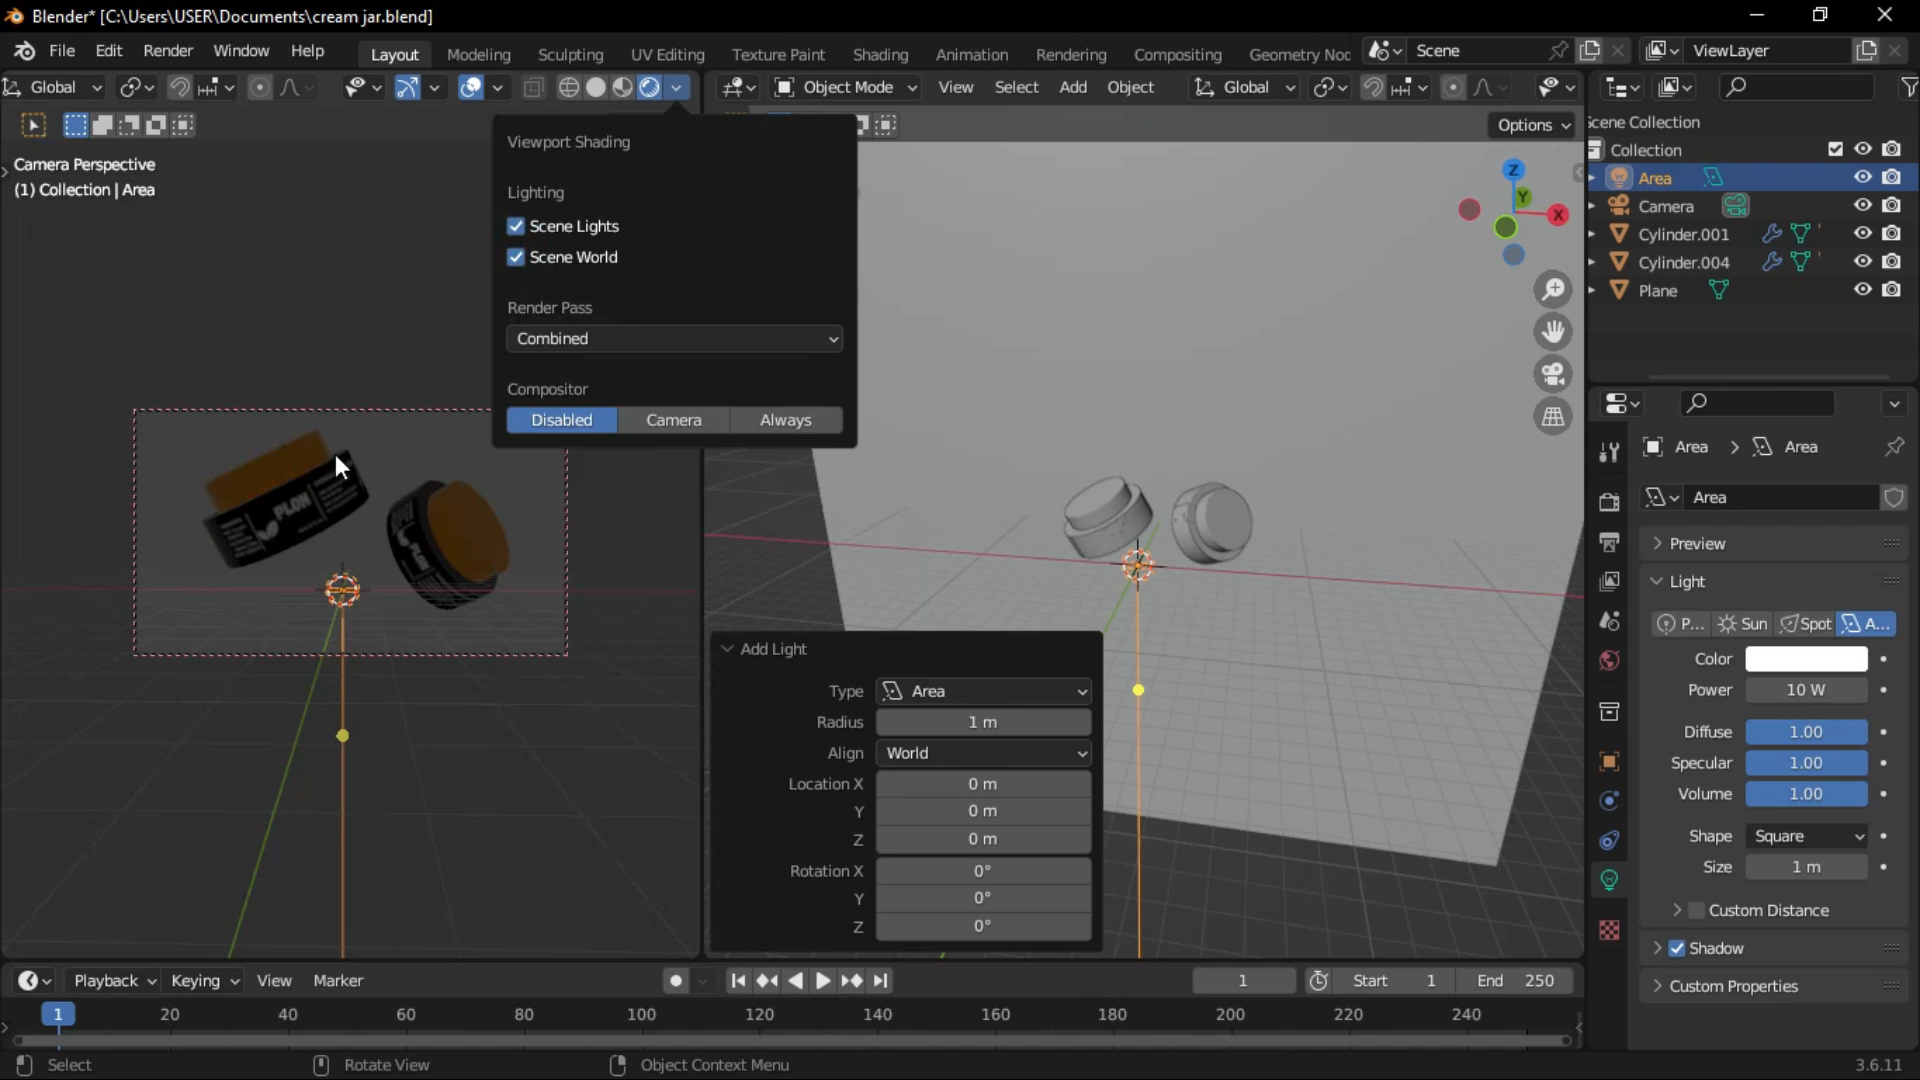 Blender* [C:\Users\USER\Documents\cream jar.blend]
File Edit Render Window Help Layout Modeling Sculpting UV Editing Texture Paint Shading Animation Rendering Compositing Geometry Noc Scene ViewLayer
Global Object Mode View Select Add Object Global
Options
Camera Perspective
(1) Collection | Area
Viewport Shading
Lighting
Scene Lights
Scene World
Render Pass
Combined
Compositor
Disabled Camera Always
PLON
Z
Y
X
Scene Collection
Collection
Area
Camera
Cylinder.001
Cylinder.004
Plane
Area > Area
Area
Preview
Light
P... Sun Spot A...
Color
Power 10 W
Diffuse 1.00
Specular 1.00
Volume 1.00
Shape Square
Size 1 m
Custom Distance
Shadow
Custom Properties
Add Light
Type Area
Radius 1 m
Align World
Location X 0 m
Y 0 m
Z 0 m
Rotation X 0°
Y 0°
Z 0°
Playback Keying View Marker 1 Start 1 End 250
1 20 40 60 80 100 120 140 160 180 200 220 240
Select Rotate View Object Context Menu 3.6.11